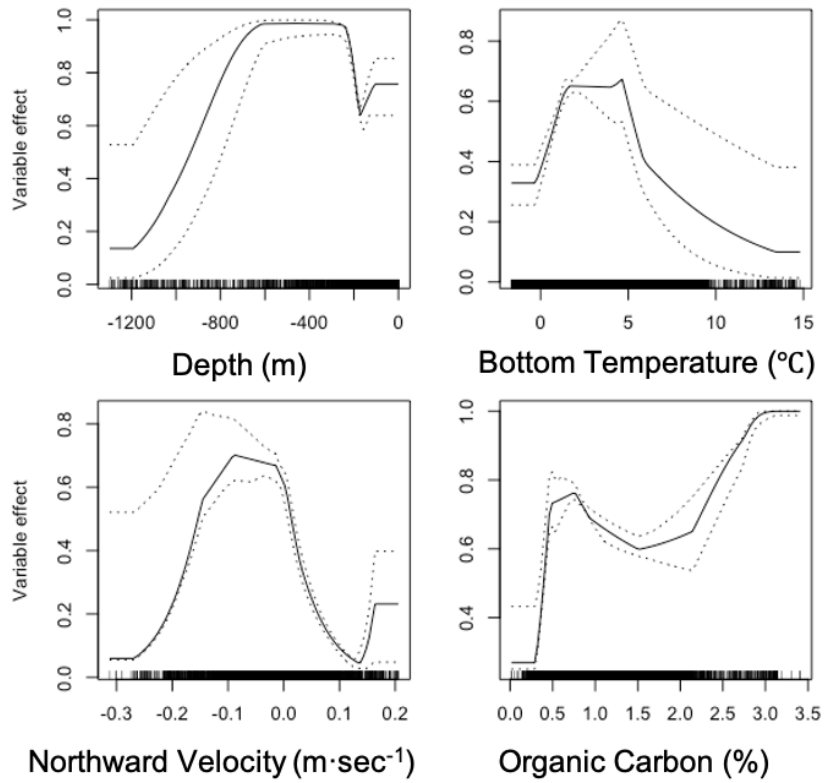 Variable effect
1.0
0.8
0.6
0.4
0.2
0.0
-1200 -800 -400 0
Depth (m)
0.8
0.6
0.4
0.2
0.0
0 5 10 15
Bottom Temperature (℃)
Variable effect
0.8
0.6
0.4
0.2
0.0
-0.3 -0.2 -0.1 0.0 0.1 0.2
Northward Velocity (m·sec⁻¹)
1.0
0.8
0.6
0.4
0.0 0.5 1.0 1.5 2.0 2.5 3.0 3.5
Organic Carbon (%)